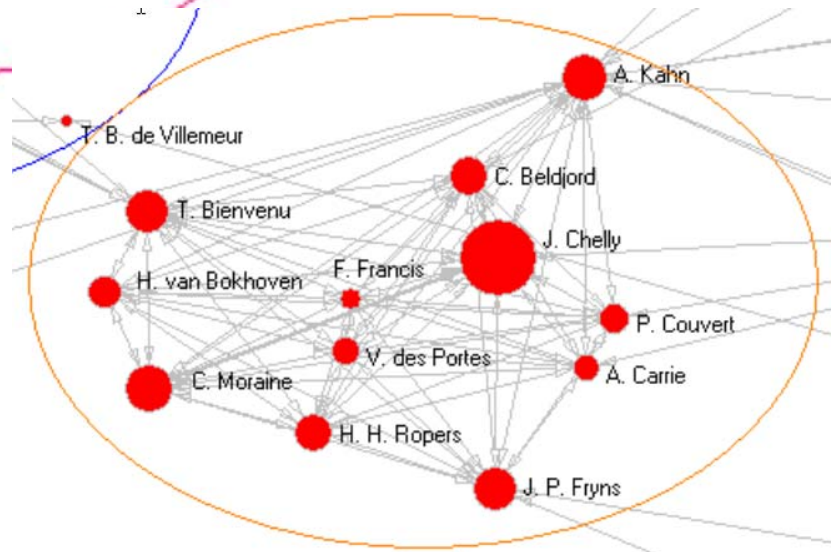 A. Kahn
T. B. de Villemeur
C. Beldjord
T. Bienvenu
J. Chelly
F. Francis
H. van Bokhoven
P. Couvert
V. des Portes
A. Carrie
C. Moraine
H. H. Ropers
J. P. Fryns